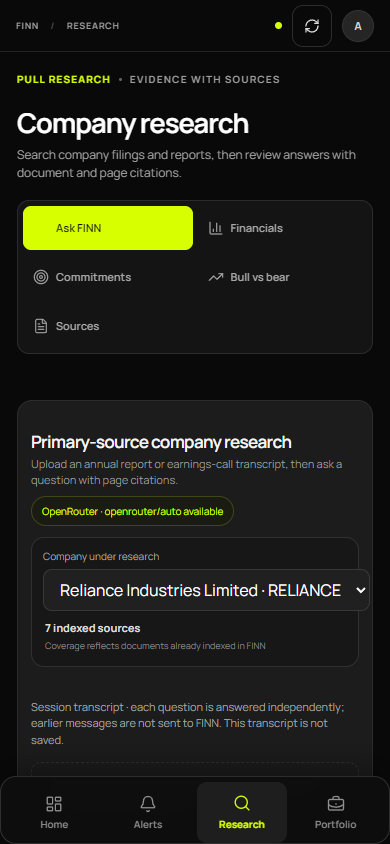 FINN / RESEARCH
A
PULL RESEARCH • EVIDENCE WITH SOURCES
Company research
Search company filings and reports, then review answers with
document and page citations.
Ask FINN
Financials
Commitments
Bull vs bear
Sources
Primary-source company research
Upload an annual report or earnings-call transcript, then ask a
question with page citations.
OpenRouter · openrouter/auto available
Company under research
Reliance Industries Limited · RELIANCE
7 indexed sources
Coverage reflects documents already indexed in FINN
Session transcript · each question is answered independently;
earlier messages are not sent to FINN. This transcript is not
saved.
Home
Alerts
Research
Portfolio